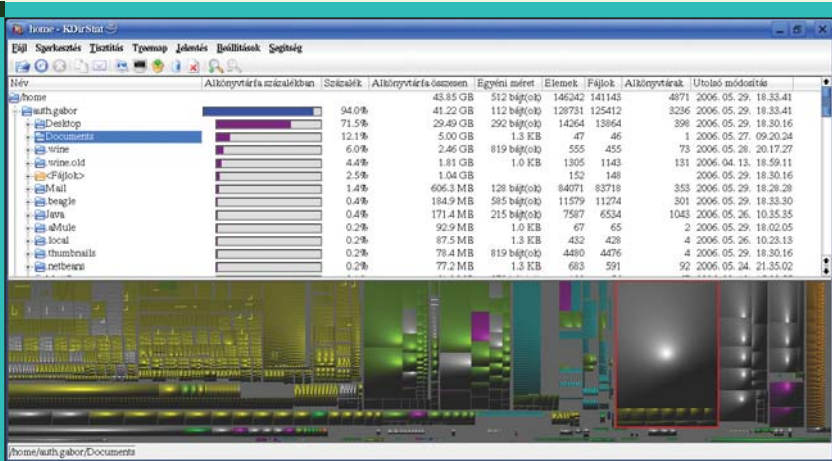 home - KDirStat
Fájl Szerkesztés Tisztítás Treemap Jelentés Beállítások Segítség
Név Alkönyvtárfa százalékban Százalék Alkönyvtárfa összesen Egyéni méret Elemek Fájlok Alkönyvtárak Utolsó módosítás
/home 43.85 GB 512 bájt(ok) 146242 141143 4871 2006. 05. 29. 18.33.41
auth.gabor 94.0% 41.22 GB 112 bájt(ok) 128731 125412 3236 2006. 05. 29. 18.33.41
Desktop 71.5% 29.49 GB 292 bájt(ok) 14264 13864 398 2006. 05. 29. 18.30.16
Documents 12.1% 5.00 GB 1.3 KB 47 46 1 2006. 05. 27. 09.20.24
.wine 6.0% 2.46 GB 819 bájt(ok) 555 455 73 2006. 05. 28. 20.17.27
.wine.old 4.4% 1.81 GB 1.0 KB 1305 1143 131 2006. 04. 13. 18.59.11
<Fájlok> 2.5% 1.04 GB 152 148 2006. 05. 29. 18.30.16
Mail 1.4% 606.3 MB 128 bájt(ok) 84071 83718 353 2006. 05. 29. 18.28.28
.beagle 0.4% 184.9 MB 585 bájt(ok) 11579 11274 301 2006. 05. 29. 18.33.30
Java 0.4% 171.4 MB 215 bájt(ok) 7587 6534 1043 2006. 05. 26. 10.35.35
.aMule 0.2% 92.9 MB 1.0 KB 67 65 2 2006. 05. 29. 18.02.05
.local 0.2% 87.5 MB 1.3 KB 432 428 4 2006. 05. 26. 10.23.13
.thumbnails 0.2% 78.4 MB 819 bájt(ok) 4480 4476 4 2006. 05. 29. 18.30.16
.netbeans 0.2% 77.2 MB 1.3 KB 683 591 92 2006. 05. 24. 21.35.02
/home/auth.gabor/Documents